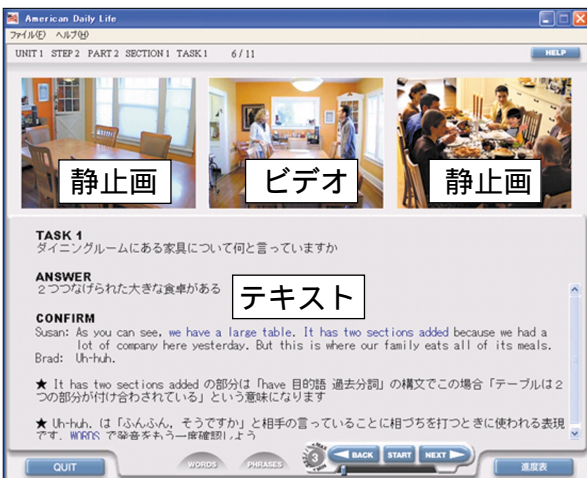 American Daily Life
ファイル(F) ヘルプ(H)
UNIT 1 STEP 2 PART 2 SECTION 1 TASK 1 6 / 11
HELP
静止画
ビデオ
静止画
TASK 1
ダイニングルームにある家具について何と言っていますか
ANSWER
２つつなげられた大きな食卓がある
テキスト
CONFIRM
Susan: As you can see, we have a large table. It has two sections added because we had a
lot of company here yesterday. But this is where our family eats all of its meals.
Brad: Uh-huh.
★ It has two sections added の部分は「have 目的語 過去分詞」の構文でこの場合「テーブルは２
つの部分が付け合わされている」という意味になります
★ Uh-huh. は「ふんふん, そうですか」と相手の言っていることに相づちを打つときに使われる表現
です. WORDS で発音をもう一度確認しよう
QUIT
WORDS
PHRASES
MAX
3
MIN
BACK
START
NEXT
進度表